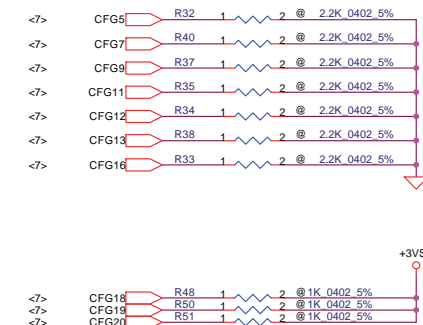 <7> CFG5 R32 1 2 @ 2.2K_0402_5%
<7> CFG7 R40 1 2 @ 2.2K_0402_5%
<7> CFG9 R37 1 2 @ 2.2K_0402_5%
<7> CFG11 R35 1 2 @ 2.2K_0402_5%
<7> CFG12 R34 1 2 @ 2.2K_0402_5%
<7> CFG13 R38 1 2 @ 2.2K_0402_5%
<7> CFG16 R33 1 2 @ 2.2K_0402_5%
+3VS
<7> CFG18 R48 1 2 @ 1K_0402_5%
<7> CFG19 R50 1 2 @ 1K_0402_5%
<7> CFG20 R51 1 2 @ 1K_0402_5%